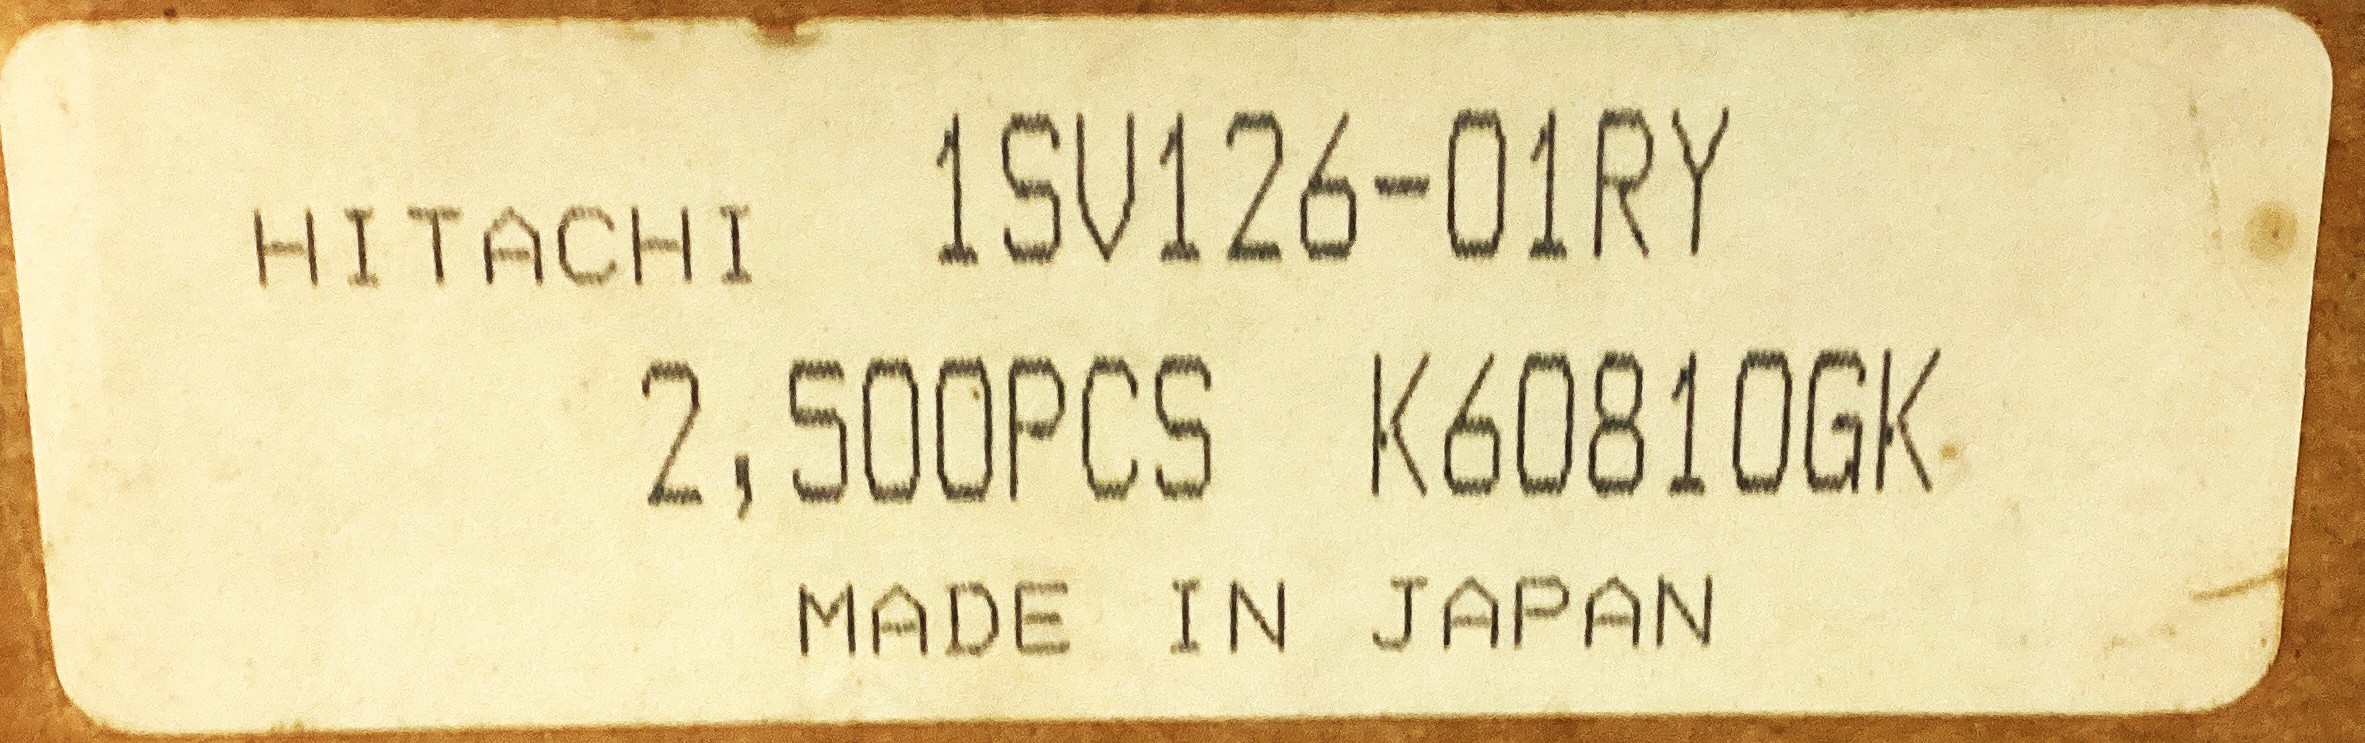 HITACHI 1SV126-01RY
2,500PCS K60810GK
MADE IN JAPAN